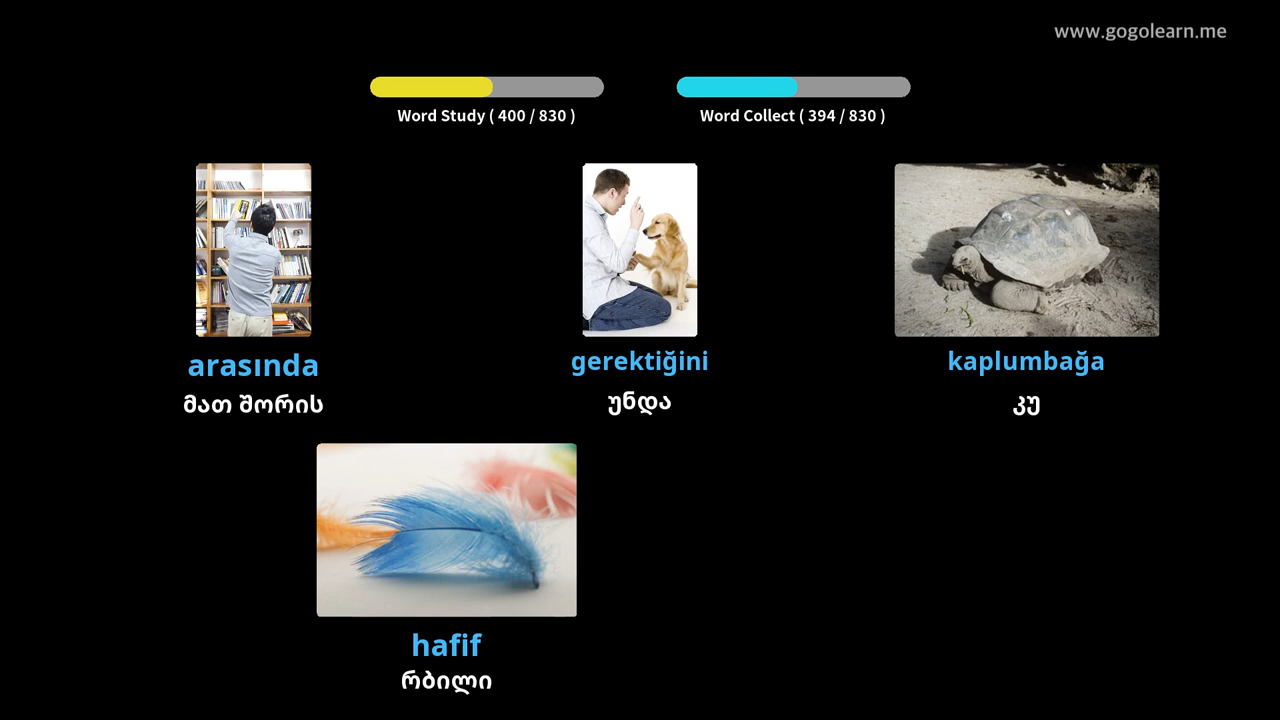 www.gogolearn.me
Word Study ( 400 / 830 )
Word Collect ( 394 / 830 )
arasında
მათ შორის
gerektiğini
უნდა
kaplumbağa
კუ
hafif
რბილი